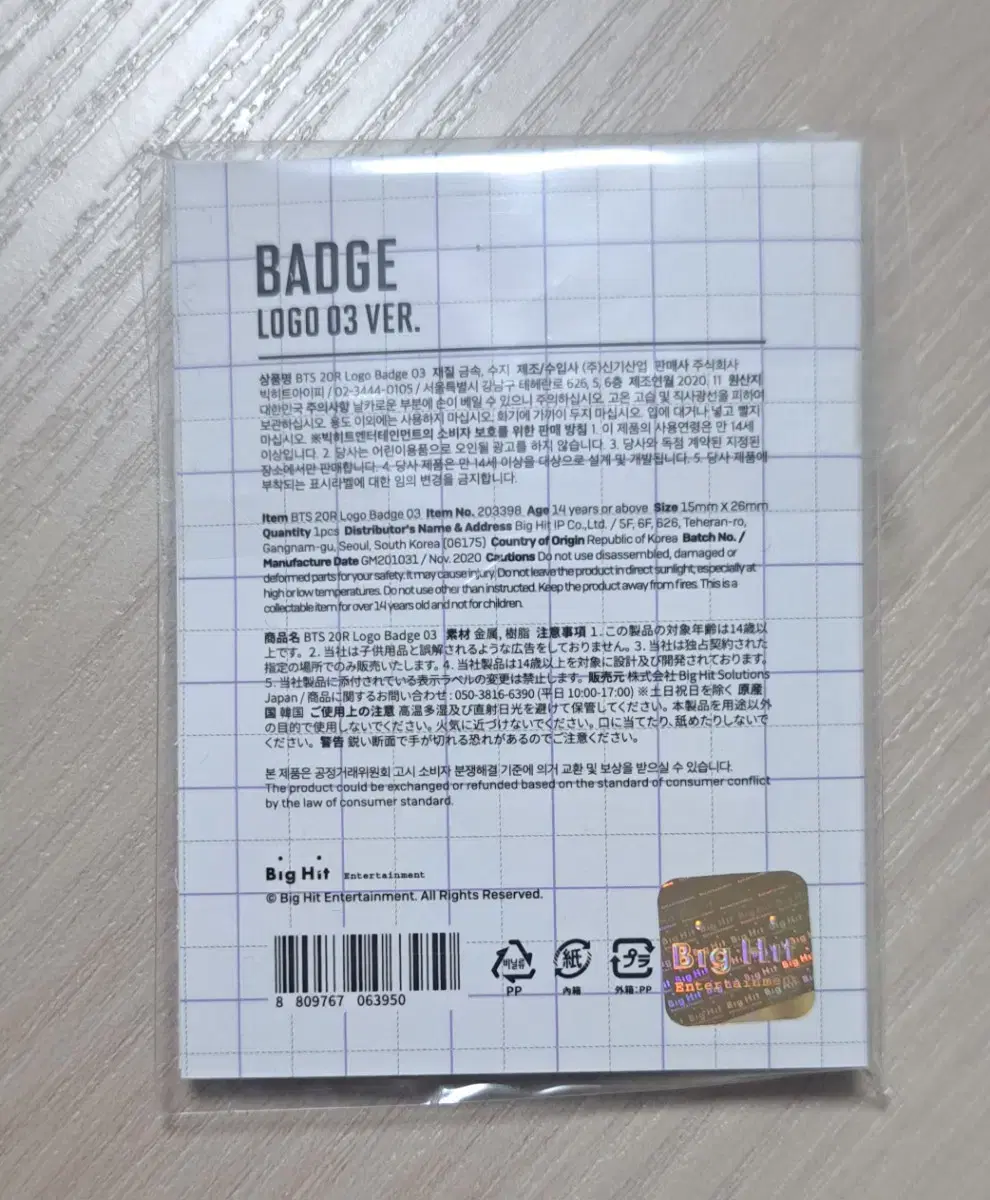 BADGE
LOGO 03 VER.
상품명 BTS 20R Logo Badge 03 재질 금속, 수지 제조/수입사 (주)신기산업 판매사 주식회사
빅히트아이피 / 02-3444-0105 / 서울특별시 강남구 테헤란로 626, 5, 6층 제조연월 2020. 11 원산지
대한민국 주의사항 날카로운 부분에 손이 베일 수 있으니 주의하십시오. 고온 고습 및 직사광선을 피하여
보관하십시오. 용도 이외에는 사용하지 마십시오. 화기에 가까이 두지 마십시오. 입에 대거나 넣고 빨지
마십시오. ※빅히트엔터테인먼트의 소비자 보호를 위한 판매 방침 1. 이 제품의 사용연령은 만 14세
이상입니다. 2. 당사는 어린이용품으로 오인될 광고를 하지 않습니다. 3. 당사와 독점 계약된 지정된
장소에서만 판매합니다. 4. 당사 제품은 만 14세 이상을 대상으로 설계 및 개발됩니다. 5. 당사 제품에
부착되는 표시라벨에 대한 임의 변경을 금지합니다.
Item BTS 20R Logo Badge 03 Item No. 203398 Age 14 years or above Size 15mm X 26mm
Quantity 1pcs Distributor's Name & Address Big Hit IP Co.,Ltd. / 5F, 6F, 626, Teheran-ro,
Gangnam-gu, Seoul, South Korea (06175) Country of Origin Republic of Korea Batch No. /
Manufacture Date GM201031 / Nov. 2020 Cautions Do not use disassembled, damaged or
deformed parts for your safety. It may cause injury. Do not leave the product in direct sunlight, especially at
high or low temperatures. Do not use other than instructed. Keep the product away from fires. This is a
collectable item for over 14 years old and not for children.
商品名 BTS 20R Logo Badge 03 素材 金属, 樹脂 注意事項 1. この製品の対象年齢は14歳以
上です。2. 当社は子供用品と誤解されるような広告をしておりません。3. 当社は独占契約された
指定の場所でのみ販売いたします。4. 当社製品は14歳以上を対象に設計及び開発されております。
5. 当社製品に添付されている表示ラベルの変更は禁止します。販売元 株式会社 Big Hit Solutions
Japan / 商品に関するお問い合わせ : 050-3816-6390 (平日 10:00-17:00) ※土日祝日を除く 原産
国 韓国 ご使用上の注意 高温多湿及び直射日光を避けて保管してください。本製品を用途以外
の目的で使用しないでください。火気に近づけないでください。口に当てたり、舐めたりしないで
ください。警告 鋭い断面で手が切れる恐れがあるのでご注意ください。
본 제품은 공정거래위원회 고시 소비자 분쟁해결 기준에 의거 교환 및 보상을 받으실 수 있습니다.
The product could be exchanged or refunded based on the standard of consumer conflict
by the law of consumer standard.
Big Hit Entertainment
© Big Hit Entertainment. All Rights Reserved.
8 809767 063950
비닐류
PP
紙
内箱
プラ
外箱:PP
Big Hit
Entertainment